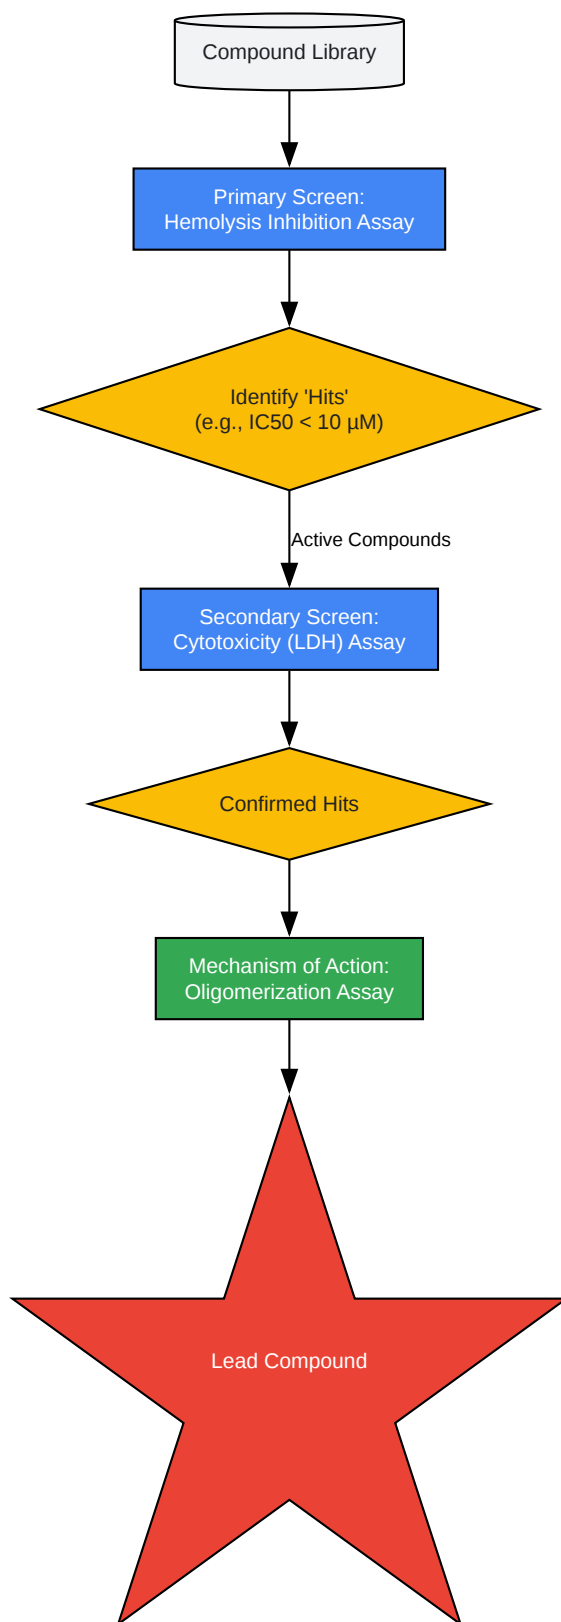 Compound Library
Primary Screen:
Hemolysis Inhibition Assay
Identify 'Hits'
(e.g., IC50 < 10 µM)
Active Compounds
Secondary Screen:
Cytotoxicity (LDH) Assay
Confirmed Hits
Mechanism of Action:
Oligomerization Assay
Lead Compound